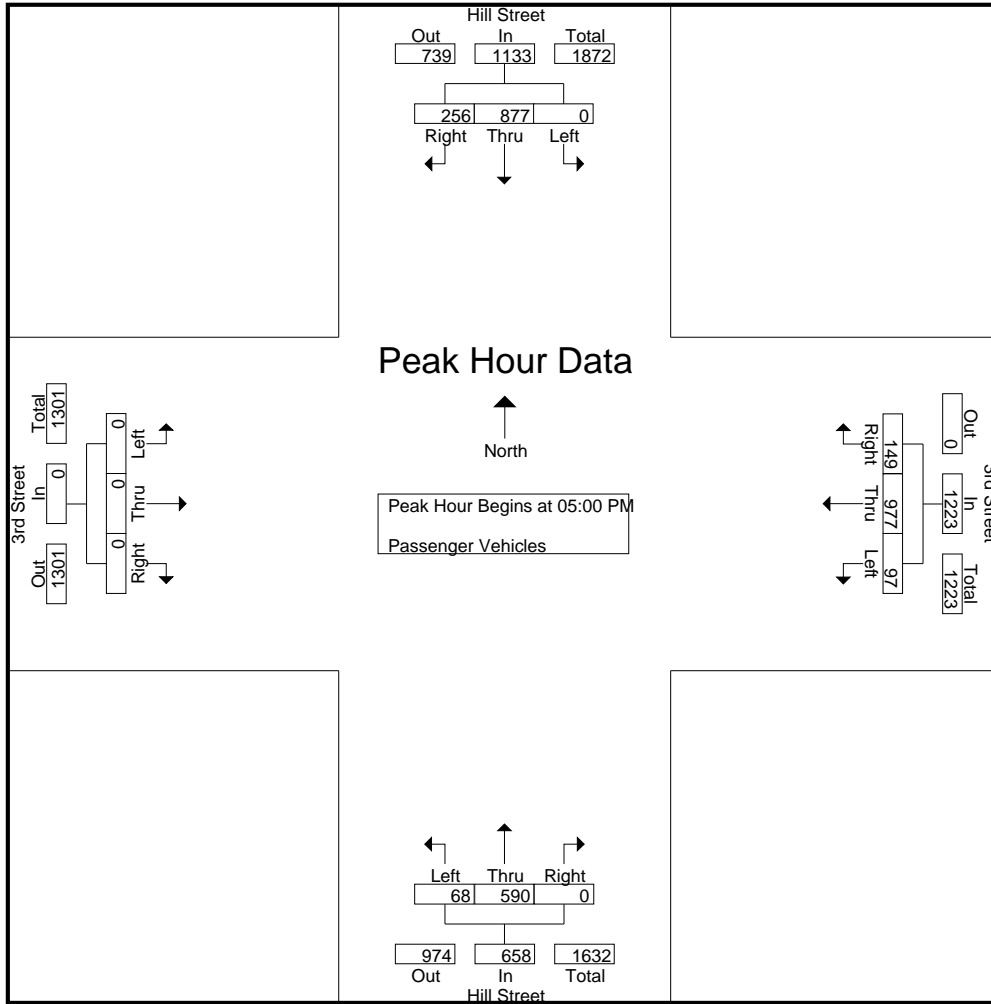 Hill Street
Out In Total
739 1133 1872
256 877 0
Right Thru Left
Peak Hour Data
North
Peak Hour Begins at 05:00 PM
Passenger Vehicles
3rd Street
Total In Out
1301 0 1301
0 0 0
Left Thru Right
Right Thru Left
149 977 97
Out In Total
0 1223 1223
3rd Street
Left Thru Right
68 590 0
974 658 1632
Out In Total
Hill Street